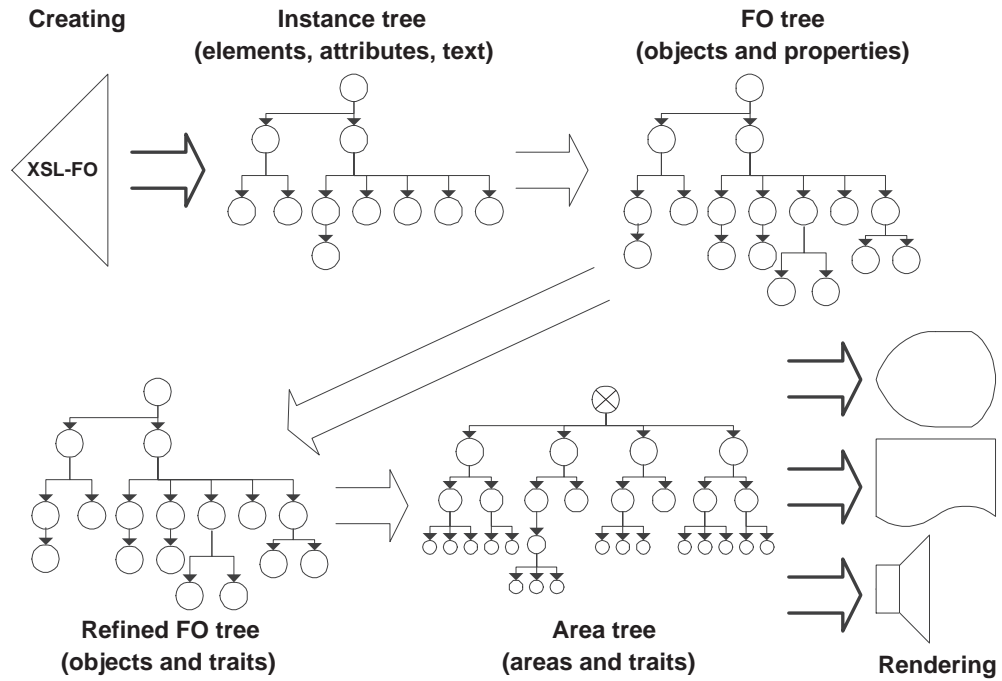 Creating
Instance tree
(elements, attributes, text)
FO tree
(objects and properties)
XSL-FO
Refined FO tree
(objects and traits)
Area tree
(areas and traits)
Rendering